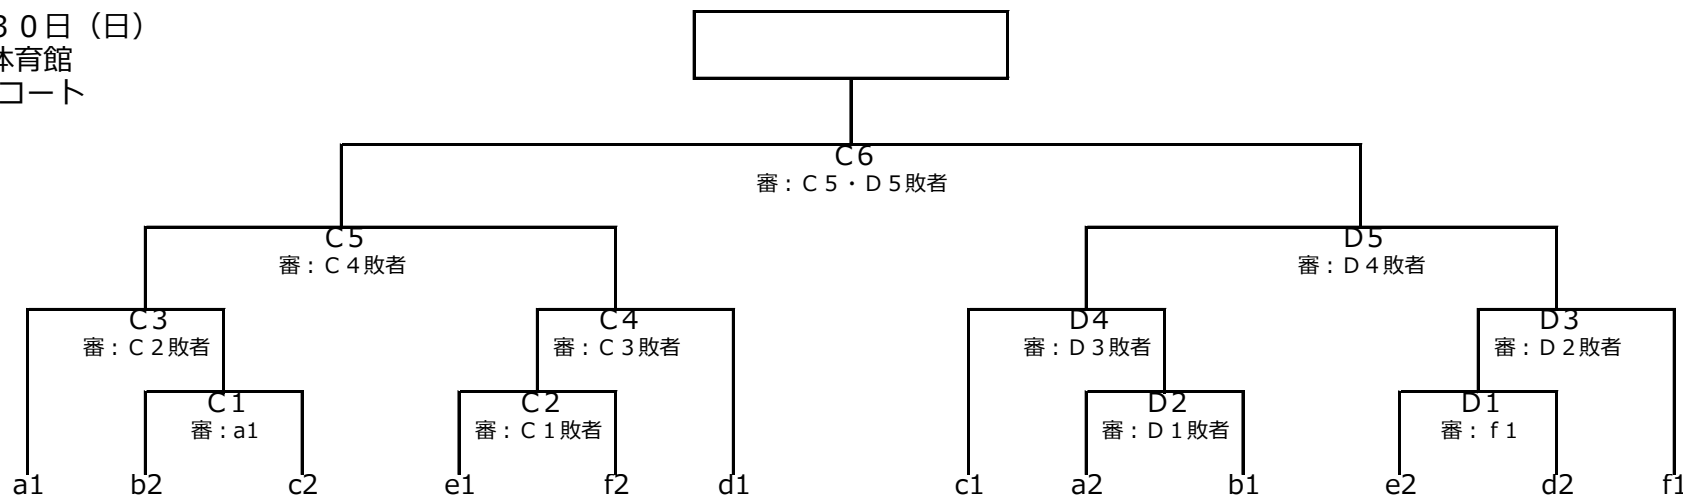 ３０日（日）
体育館
コート
C６
審：C５・D５敗者
C５
D５
審：C４敗者
審：D４敗者
C３
C４
D４
D３
審：C２敗者
審：C３敗者
審：D３敗者
審：D２敗者
C１
C２
D２
D１
審：a1
審：C１敗者
審：D１敗者
審：ｆ1
a1 b2 c2 e1 f2 d1 c1 a2 b1 e2 d2 f1